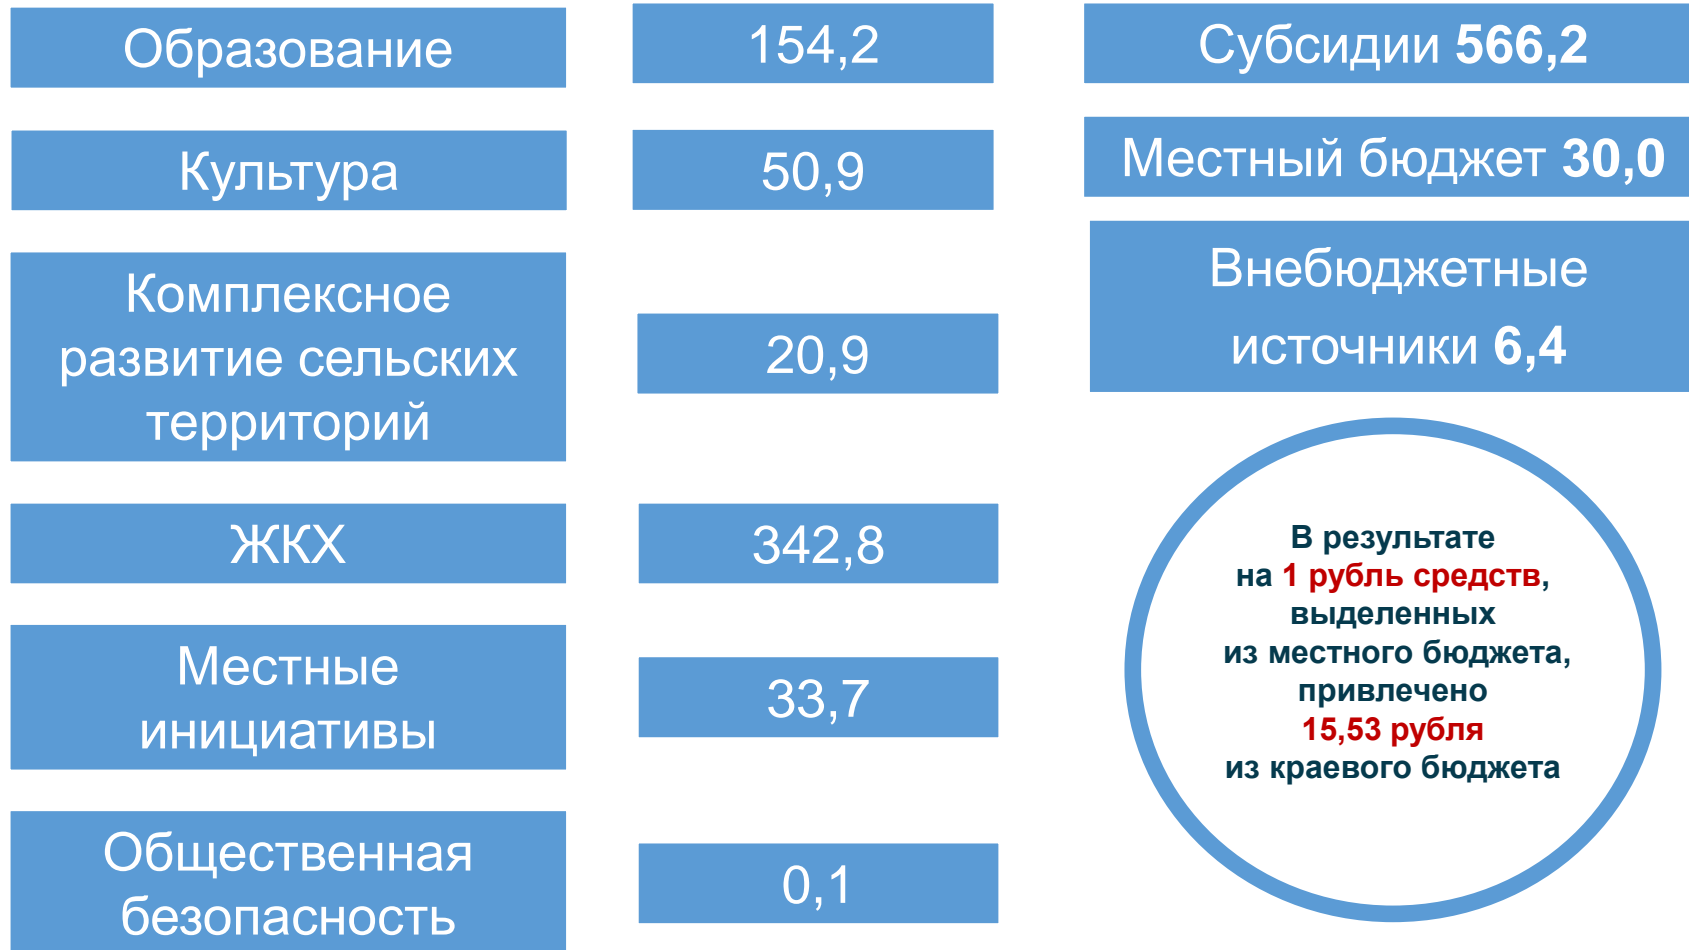 Образование
154,2
Культура
50,9
Комплексное
развитие сельских
территорий
20,9
ЖКХ
342,8
Местные
инициативы
33,7
Общественная
безопасность
0,1
Субсидии 566,2
Местный бюджет 30,0
Внебюджетные
источники 6,4
В результате
на 1 рубль средств,
выделенных
из местного бюджета,
привлечено
15,53 рубля
из краевого бюджета